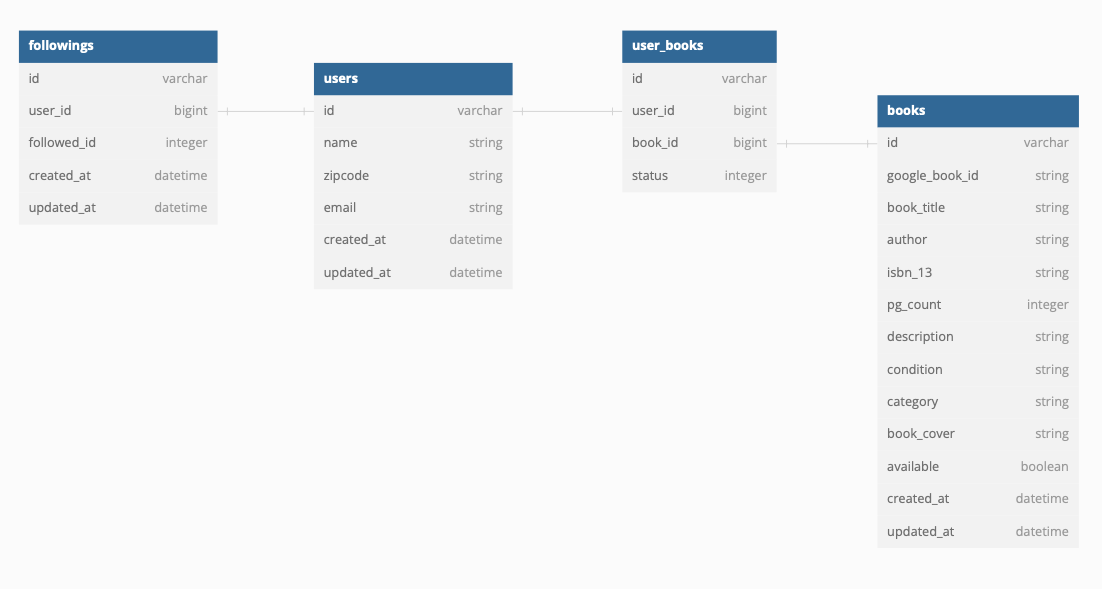 followings
id varchar
user_id bigint
followed_id integer
created_at datetime
updated_at datetime
users
id varchar
name string
zipcode string
email string
created_at datetime
updated_at datetime
user_books
id varchar
user_id bigint
book_id bigint
status integer
books
id varchar
google_book_id string
book_title string
author string
isbn_13 string
pg_count integer
description string
condition string
category string
book_cover string
available boolean
created_at datetime
updated_at datetime